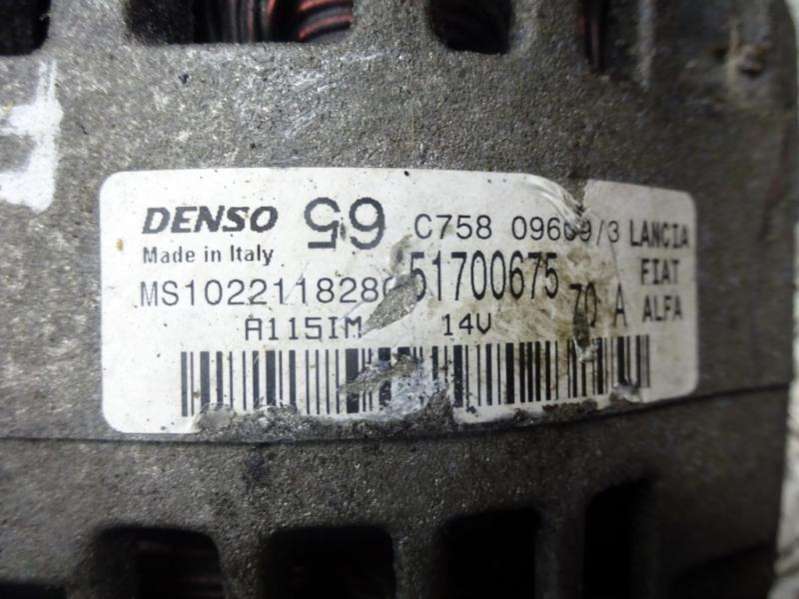 DENSO 65 C758 09609/3 LANCIA
Made in Italy 51700675 FIAT
MS1022118280 70 A ALFA
A115IM 14V